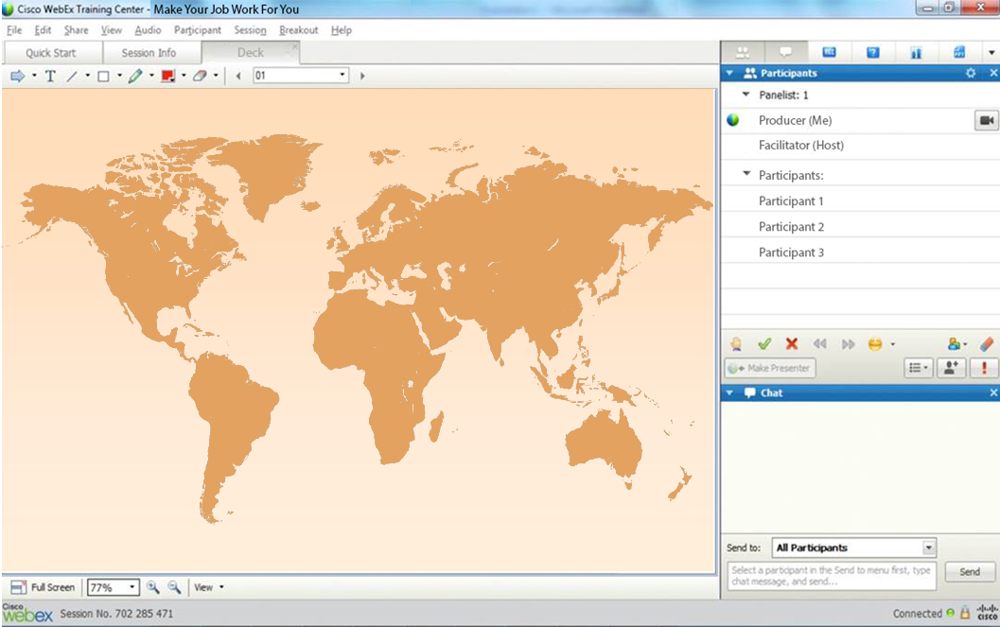 Cisco WebEx Training Center - Make Your Job Work For You
File Edit Share View Audio Participant Session Breakout Help
Quick Start Session Info Deck
T 01
Participants
Panelist: 1
Producer (Me)
Facilitator (Host)
Participants:
Participant 1
Participant 2
Participant 3
Make Presenter
Chat
Send to: All Participants
Select a participant in the Send to menu first, type
chat message, and send...
Send
Full Screen 77% View
Cisco
webex Session No. 702 285 471 Connected
CISCO